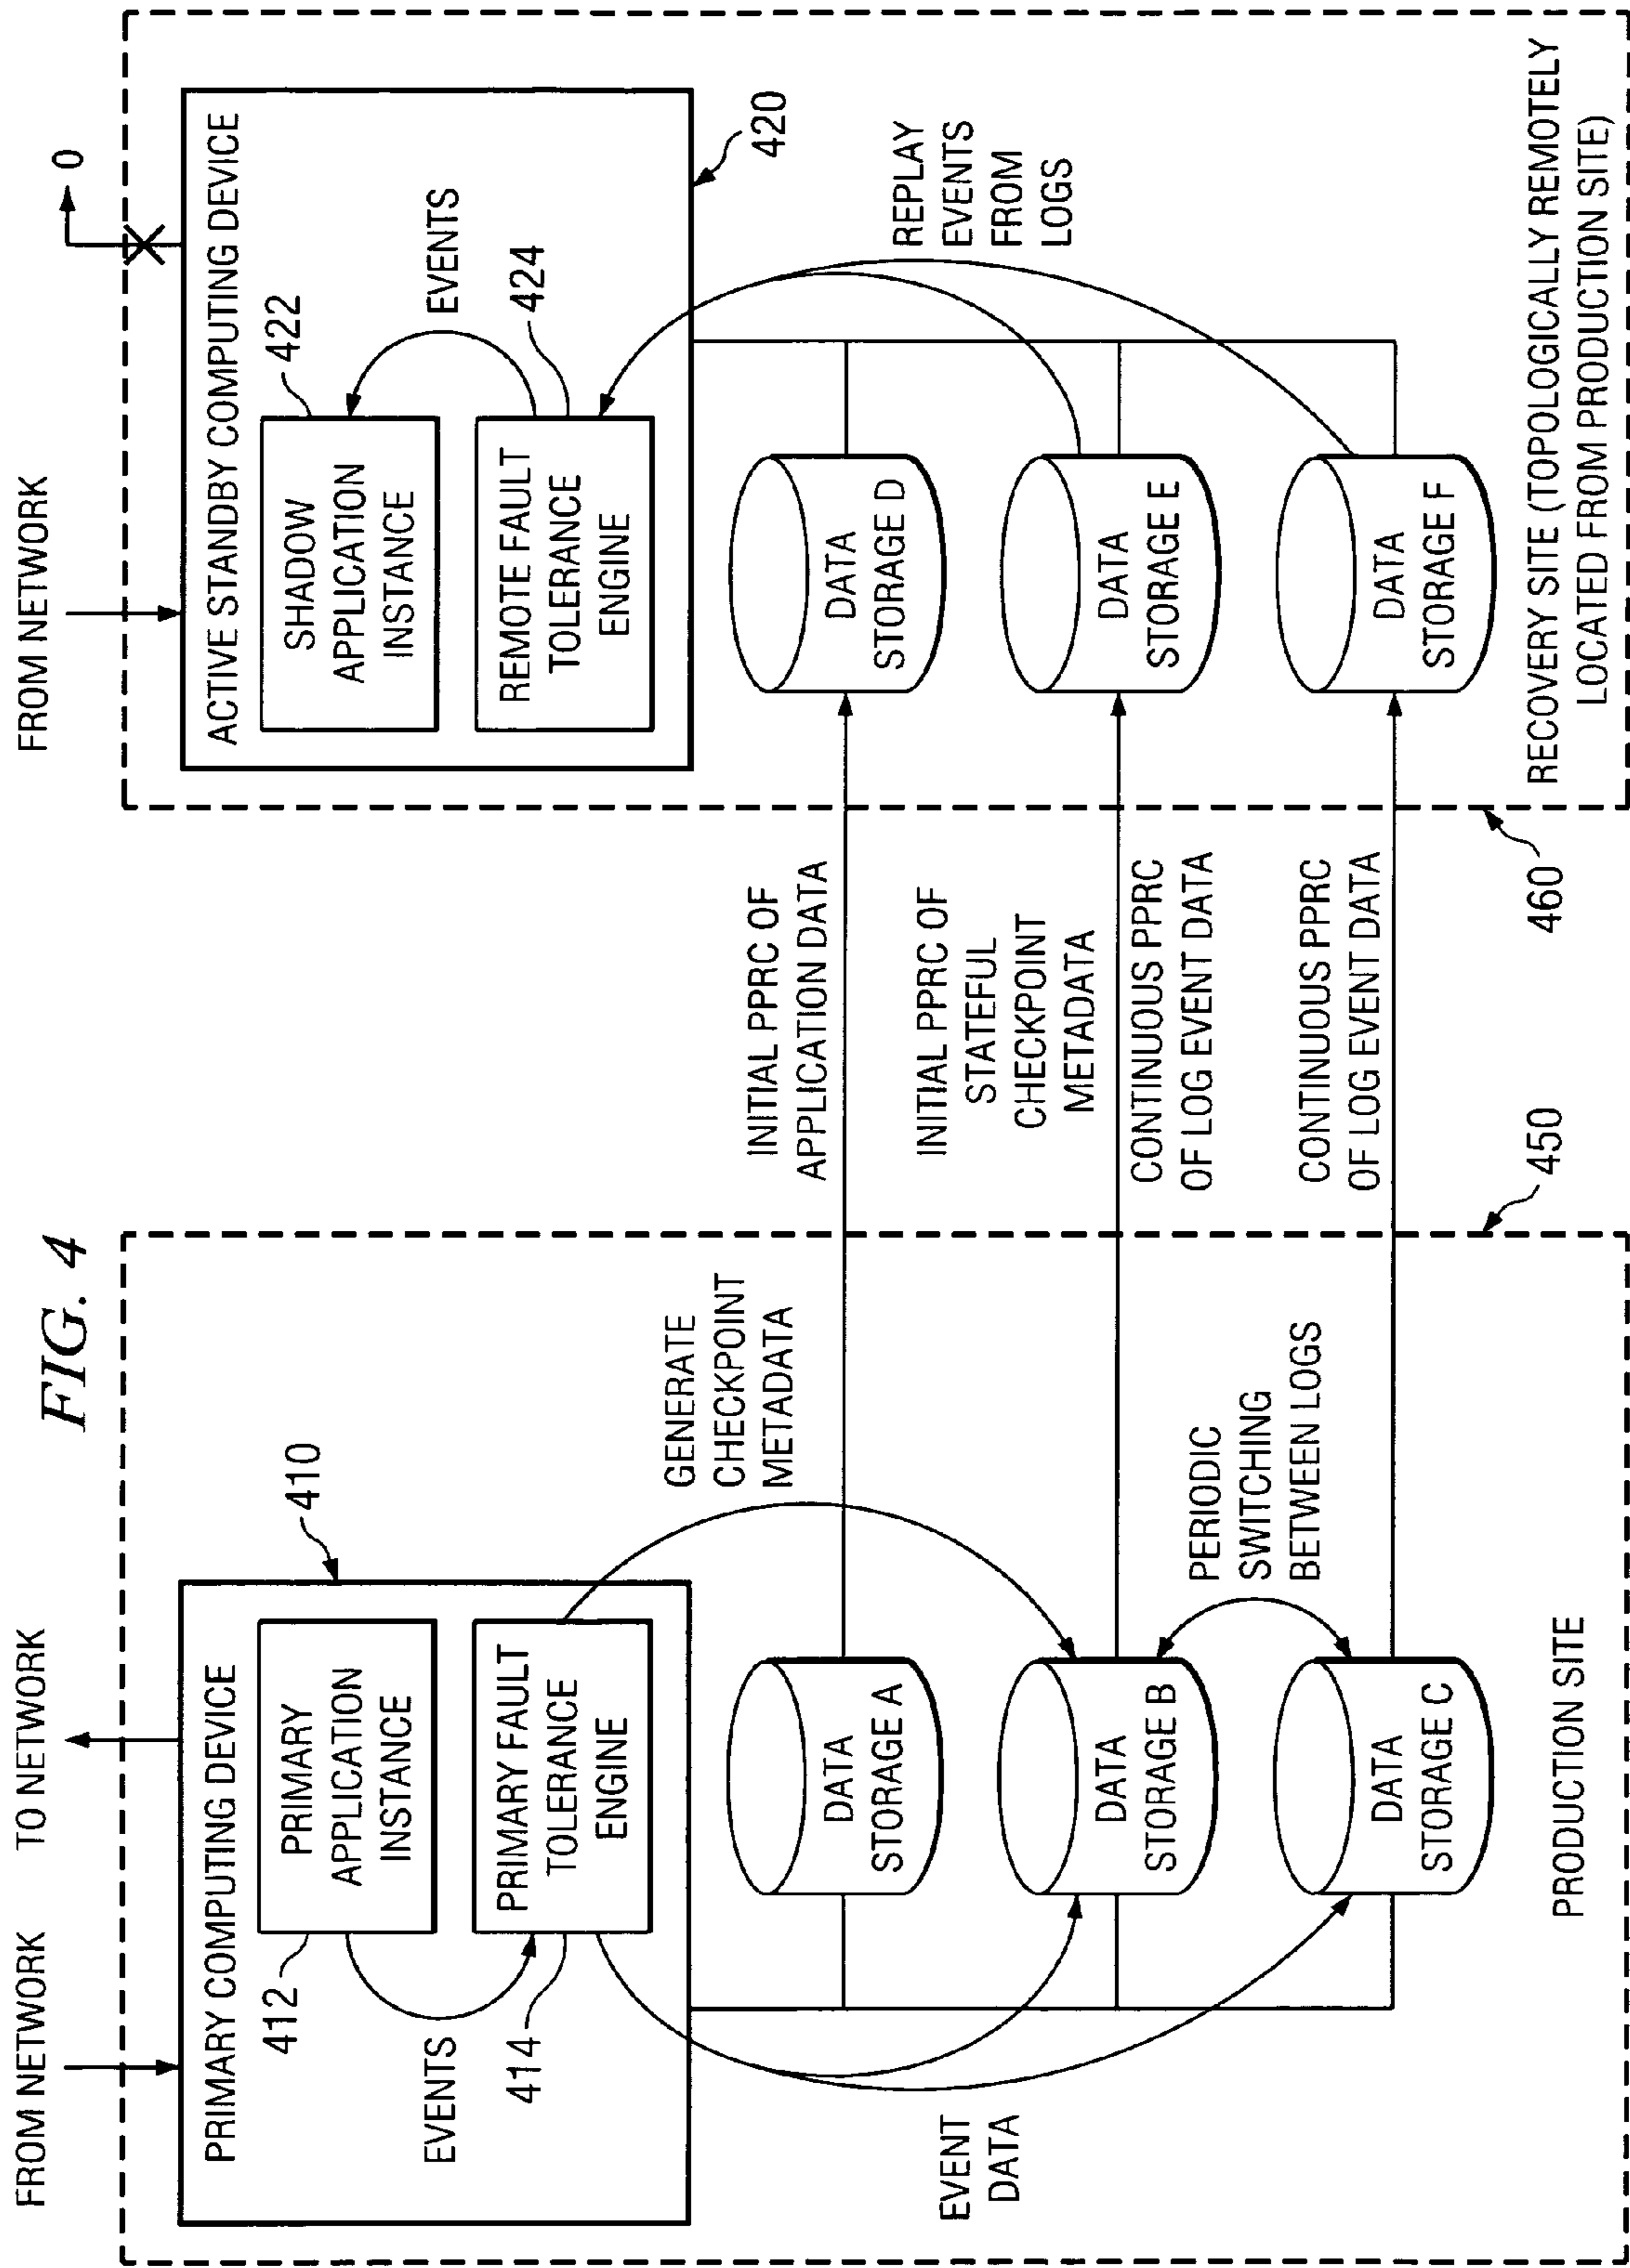 FIG. 4
FROM NETWORK
TO NETWORK
PRIMARY COMPUTING DEVICE
410
412
PRIMARY
APPLICATION
INSTANCE
EVENTS
414
PRIMARY FAULT
TOLERANCE
ENGINE
GENERATE
CHECKPOINT
METADATA
EVENT
DATA
DATA
STORAGE A
DATA
STORAGE B
DATA
STORAGE C
PERIODIC
SWITCHING
BETWEEN LOGS
PRODUCTION SITE
450
INITIAL PPRC OF
APPLICATION DATA
INITIAL PPRC OF
STATEFUL
CHECKPOINT
METADATA
CONTINUOUS PPRC
OF LOG EVENT DATA
CONTINUOUS PPRC
OF LOG EVENT DATA
460
FROM NETWORK
0
ACTIVE STANDBY COMPUTING DEVICE
422
SHADOW
APPLICATION
INSTANCE
EVENTS
424
REMOTE FAULT
TOLERANCE
ENGINE
420
REPLAY
EVENTS
FROM
LOGS
DATA
STORAGE D
DATA
STORAGE E
DATA
STORAGE F
RECOVERY SITE (TOPOLOGICALLY REMOTELY
LOCATED FROM PRODUCTION SITE)